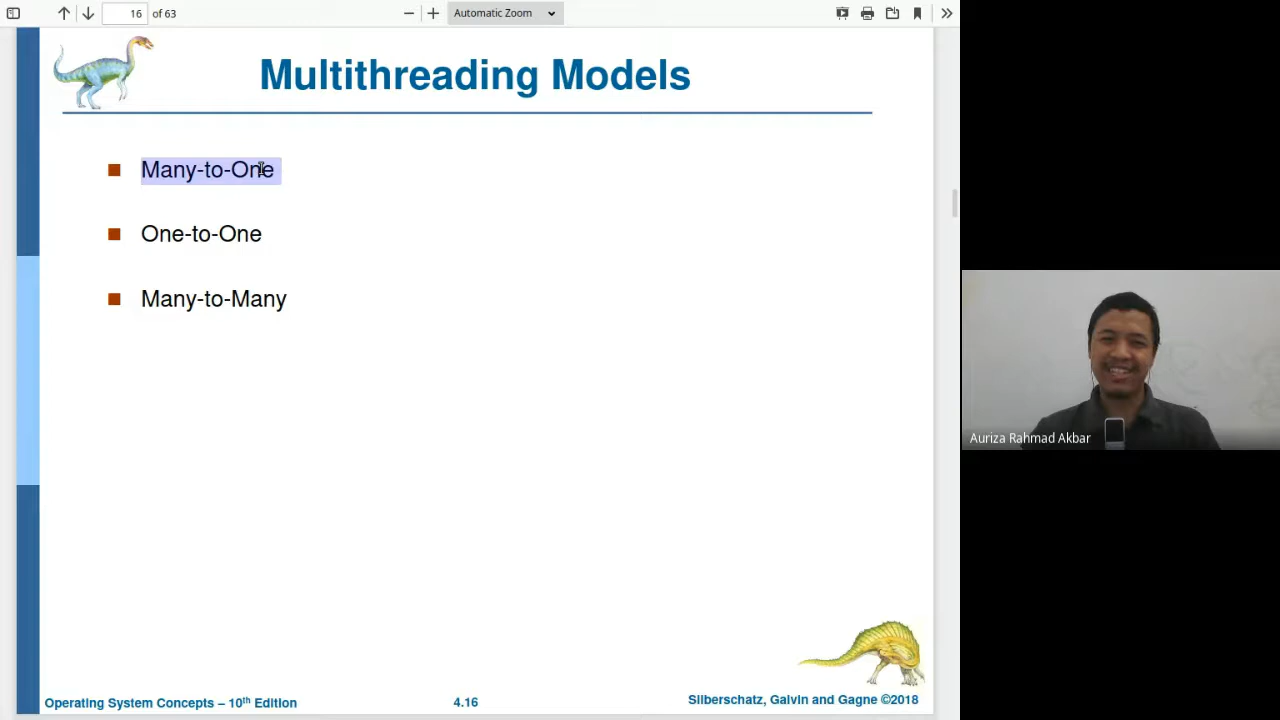 16 of 63
Automatic Zoom
Multithreading Models
Many-to-One
One-to-One
Many-to-Many
Auriza Rahmad Akbar
Operating System Concepts – 10th Edition
4.16
Silberschatz, Galvin and Gagne ©2018